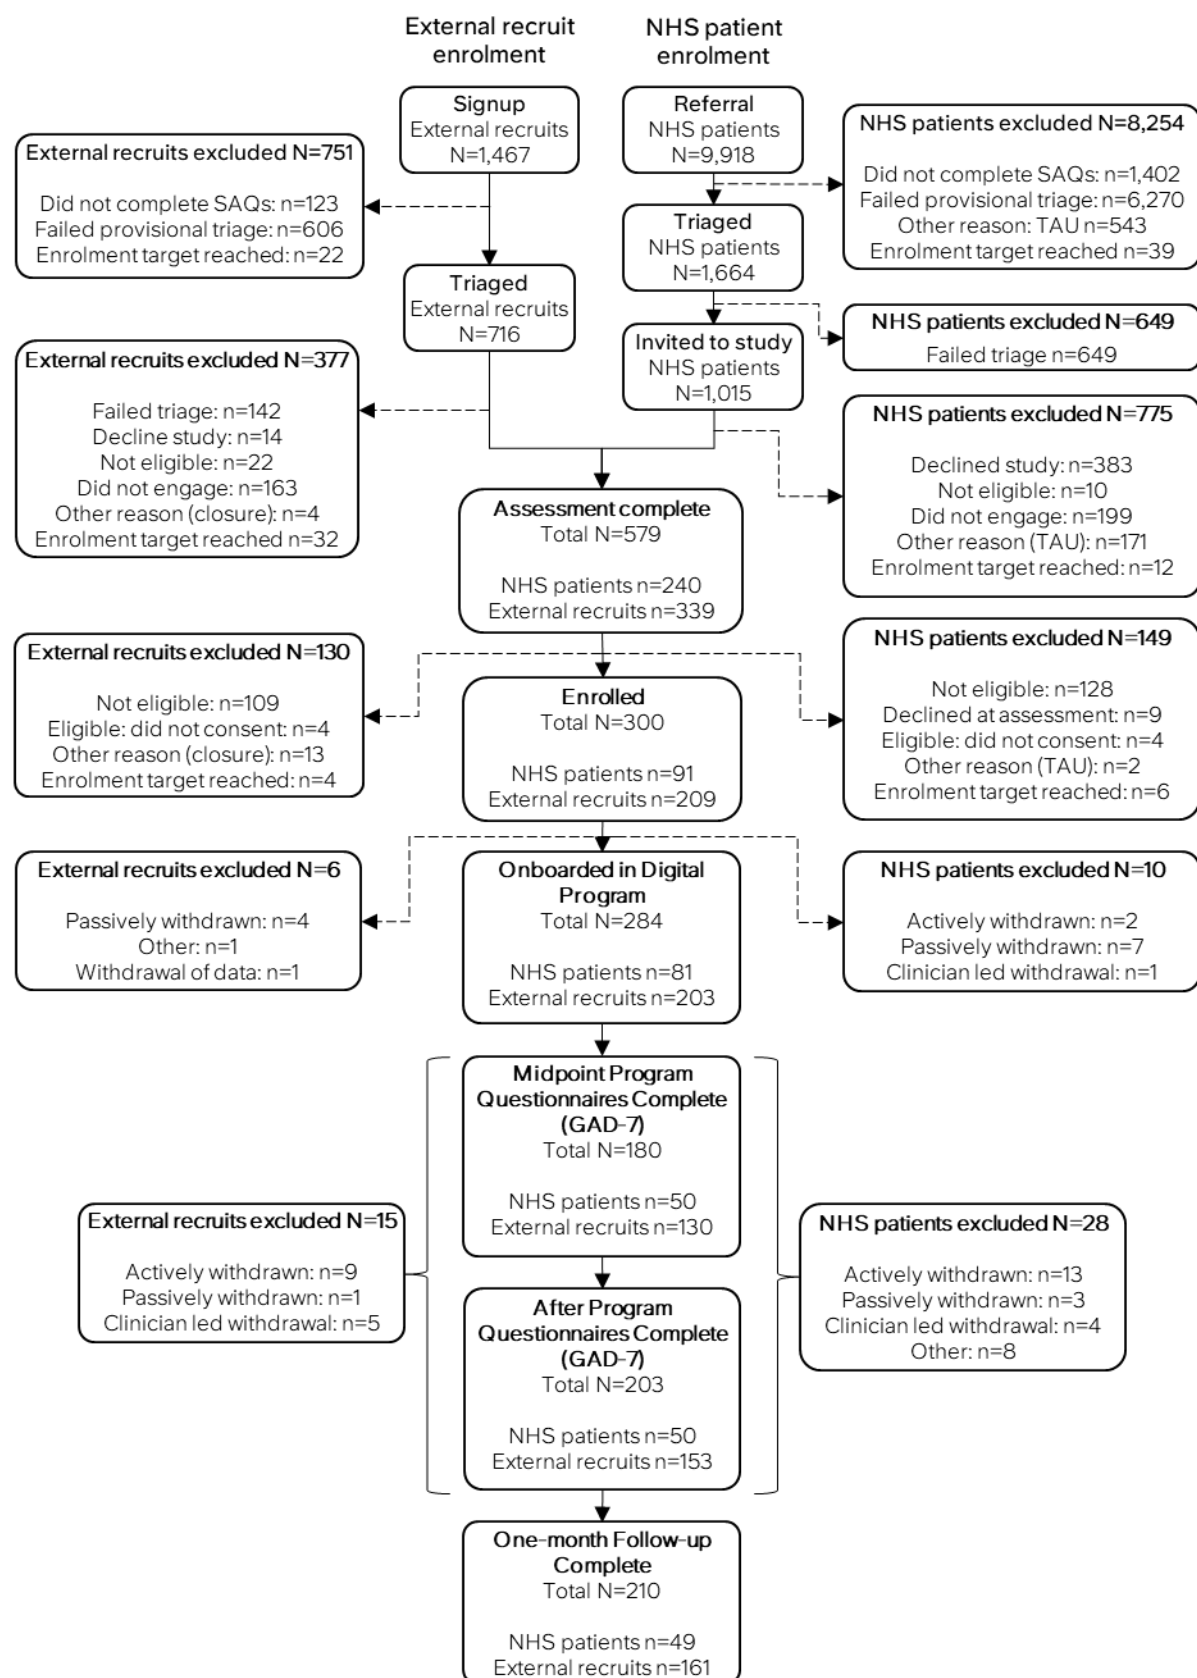 External recruit
enrolment
NHS patient
enrolment
Signup
External recruits
N=1,467
Referral
NHS patients
N=9,918
External recruits excluded N=751
Did not complete SAQs: n=123
Failed provisional triage: n=606
Enrolment target reached: n=22
NHS patients excluded N=8,254
Did not complete SAQs: n=1,402
Failed provisional triage: n=6,270
Other reason: TAU n=543
Enrolment target reached n=39
Triaged
External recruits
N=716
Triaged
NHS patients
N=1,664
NHS patients excluded N=649
Failed triage n=649
Invited to study
NHS patients
N=1,015
External recruits excluded N=377
Failed triage: n=142
Decline study: n=14
Not eligible: n=22
Did not engage: n=163
Other reason (closure): n=4
Enrolment target reached n=32
NHS patients excluded N=775
Declined study: n=383
Not eligible: n=10
Did not engage: n=199
Other reason (TAU): n=171
Enrolment target reached: n=12
Assessment complete
Total N=579
NHS patients n=240
External recruits n=339
External recruits excluded N=130
Not eligible: n=109
Eligible: did not consent: n=4
Other reason (closure): n=13
Enrolment target reached: n=4
NHS patients excluded N=149
Not eligible: n=128
Declined at assessment: n=9
Eligible: did not consent: n=4
Other reason (TAU): n=2
Enrolment target reached: n=6
Enrolled
Total N=300
NHS patients n=91
External recruits n=209
External recruits excluded N=6
Passively withdrawn: n=4
Other: n=1
Withdrawal of data: n=1
NHS patients excluded N=10
Actively withdrawn: n=2
Passively withdrawn: n=7
Clinician led withdrawal: n=1
Onboarded in Digital
Program
Total N=284
NHS patients n=81
External recruits n=203
Midpoint Program
Questionnaires Complete
(GAD-7)
Total N=180
NHS patients n=50
External recruits n=130
External recruits excluded N=15
Actively withdrawn: n=9
Passively withdrawn: n=1
Clinician led withdrawal: n=5
NHS patients excluded N=28
Actively withdrawn: n=13
Passively withdrawn: n=3
Clinician led withdrawal: n=4
Other: n=8
After Program
Questionnaires Complete
(GAD-7)
Total N=203
NHS patients n=50
External recruits n=153
One-month Follow-up
Complete
Total N=210
NHS patients n=49
External recruits n=161